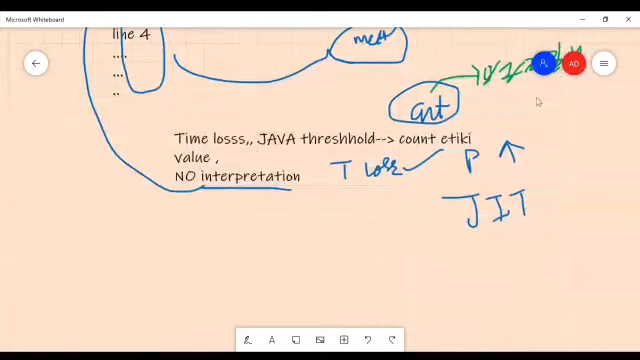 Microsoft Whiteboard
line 4
....
...
..
meth
cnt
AD
Time losss,, JAVA threshhold--> count etiki
value ,
NO interpretation
T loss
P ↑
JIT